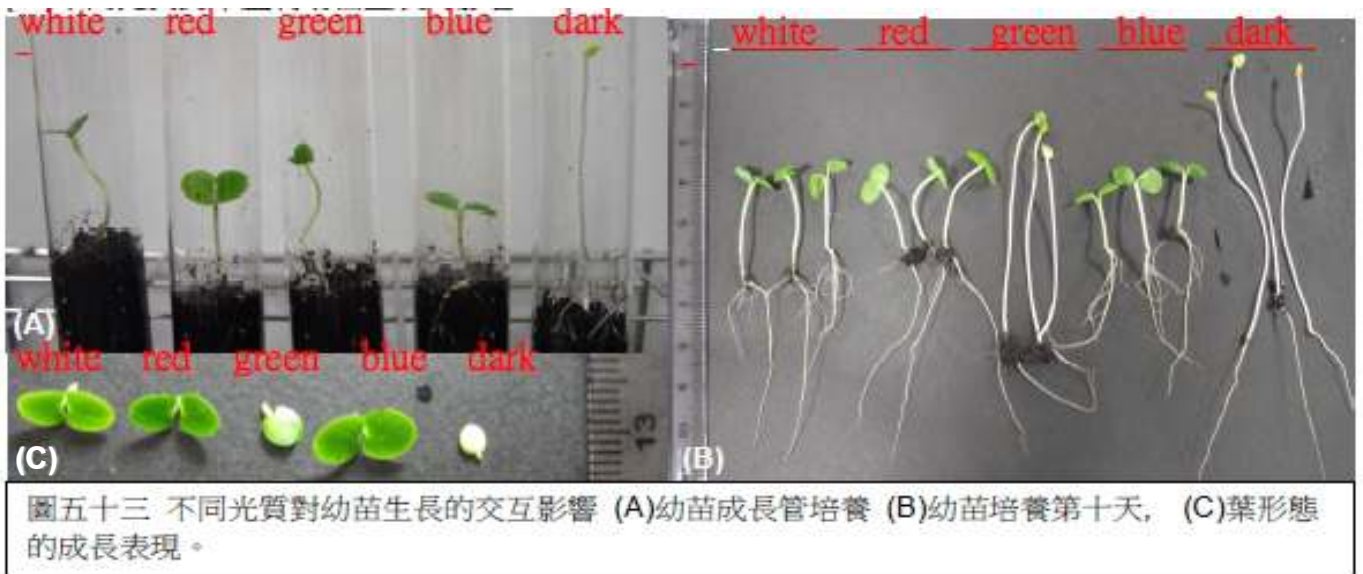 white red green blue dark
white red green blue dark
(A)
white red green blue dark
13
(C)
(B)
圖五十三 不同光質對幼苗生長的交互影響 (A)幼苗成長管培養 (B)幼苗培養第十天, (C)葉形態
的成長表現。